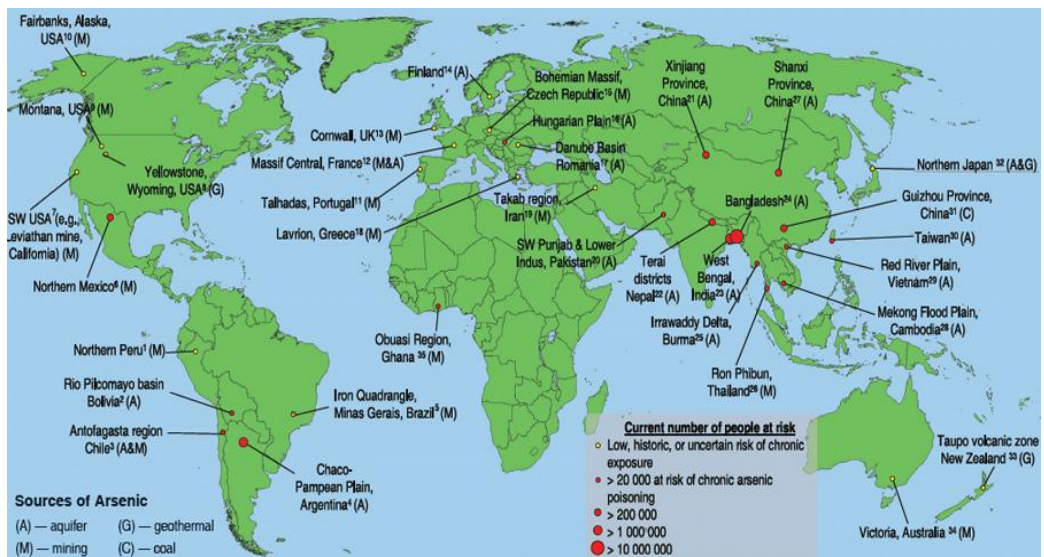 Fairbanks, Alaska,
USA¹⁰ (M)
Montana, USA⁹ (M)
Yellowstone,
Wyoming, USA⁸ (G)
SW USA⁷ (e.g.,
Leviathan mine,
California) (M)
Northern Mexico⁶ (M)
Northern Peru¹ (M)
Rio Pilcomayo basin
Bolivia² (A)
Antofagasta region
Chile³ (A&M)
Chaco-
Pampean Plain,
Argentina⁴ (A)
Iron Quadrangle,
Minas Gerais, Brazil⁵ (M)
Finland¹⁴ (A)
Bohemian Massif,
Czech Republic¹⁵ (M)
Hungarian Plain¹⁶ (A)
Cornwall, UK¹³ (M)
Massif Central, France¹² (M&A)
Danube Basin
Romania¹⁷ (A)
Talhadas, Portugal¹¹ (M)
Takab region,
Iran¹⁹ (M)
Lavrion, Greece¹⁸ (M)
SW Punjab & Lower
Indus, Pakistan²⁰ (A)
Obuasi Region,
Ghana ³⁵ (M)
Xinjiang
Province,
China²¹ (A)
Shanxi
Province,
China²⁷ (A)
Northern Japan ³² (A&G)
Bangladesh²⁴ (A)
Guizhou Province,
China³¹ (C)
Taiwan³⁰ (A)
Terai
districts
Nepal²² (A)
West
Bengal,
India²³ (A)
Red River Plain,
Vietnam²⁹ (A)
Irrawaddy Delta,
Burma²⁵ (A)
Mekong Flood Plain,
Cambodia²⁸ (A)
Ron Phibun,
Thailand²⁶ (M)
Taupo volcanic zone
New Zealand ³³ (G)
Victoria, Australia ³⁴ (M)
Sources of Arsenic
(A) — aquifer (G) — geothermal
(M) — mining (C) — coal
Current number of people at risk
Low, historic, or uncertain risk of chronic
exposure
> 20 000 at risk of chronic arsenic
poisoning
> 200 000
> 1 000 000
> 10 000 000